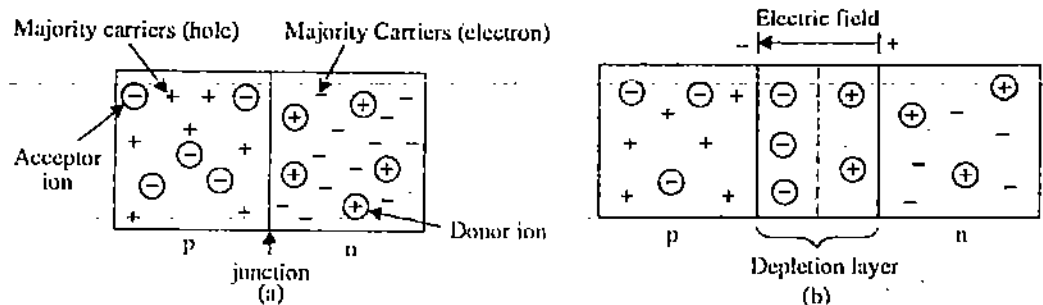 Majority carriers (hole)
Majority Carriers (electron)
Acceptor
ion
Donor ion
p
n
junction
(a)
Electric field
p
n
Depletion layer
(b)